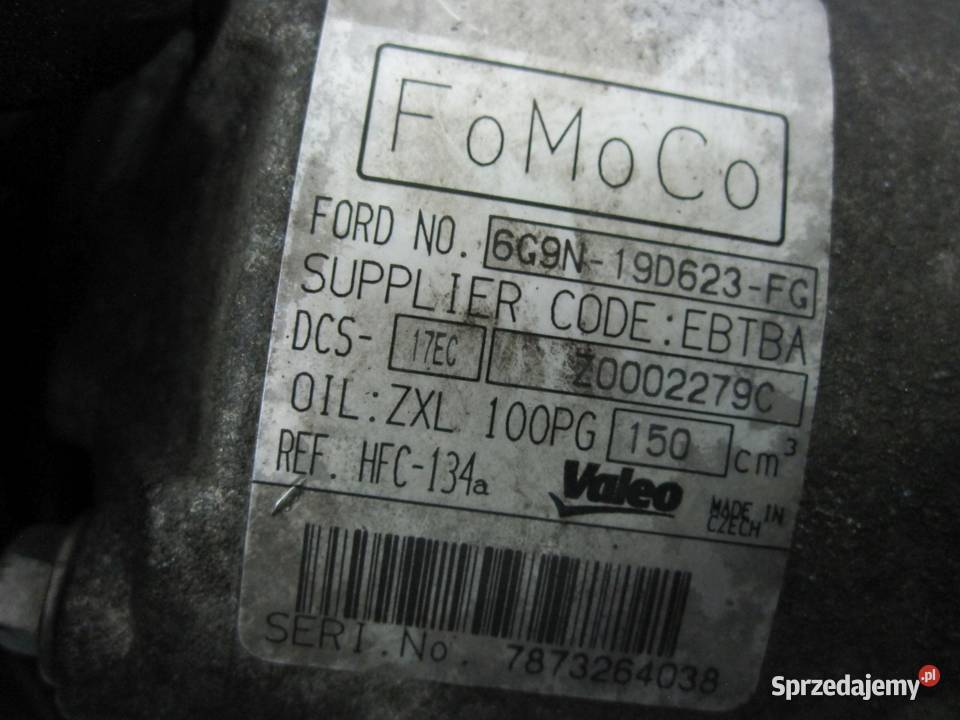 FoMoCo
FORD NO. 6G9N-19D623-FG
SUPPLIER CODE:EBTBA
DCS- 17EC Z0002279C
OIL:ZXL 100PG 150 cm³
REF. HFC-134a
Valeo MADE IN CZECH
SERI.No. 7873264038
Sprzedajemy.pl